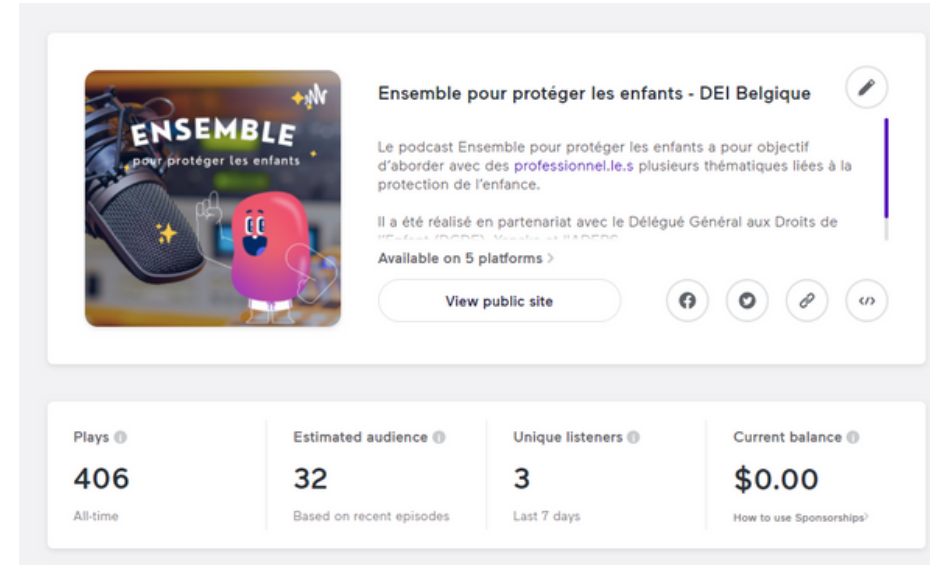 ENSEMBLE
pour protéger les enfants
Ensemble pour protéger les enfants - DEI Belgique
Le podcast Ensemble pour protéger les enfants a pour objectif
d'aborder avec des professionnel.le.s plusieurs thématiques liées à la
protection de l'enfance.
Il a été réalisé en partenariat avec le Délégué Général aux Droits de
Available on 5 platforms >
View public site
Plays
406
All-time
Estimated audience
32
Based on recent episodes
Unique listeners
3
Last 7 days
Current balance
$0.00
How to use Sponsorships>